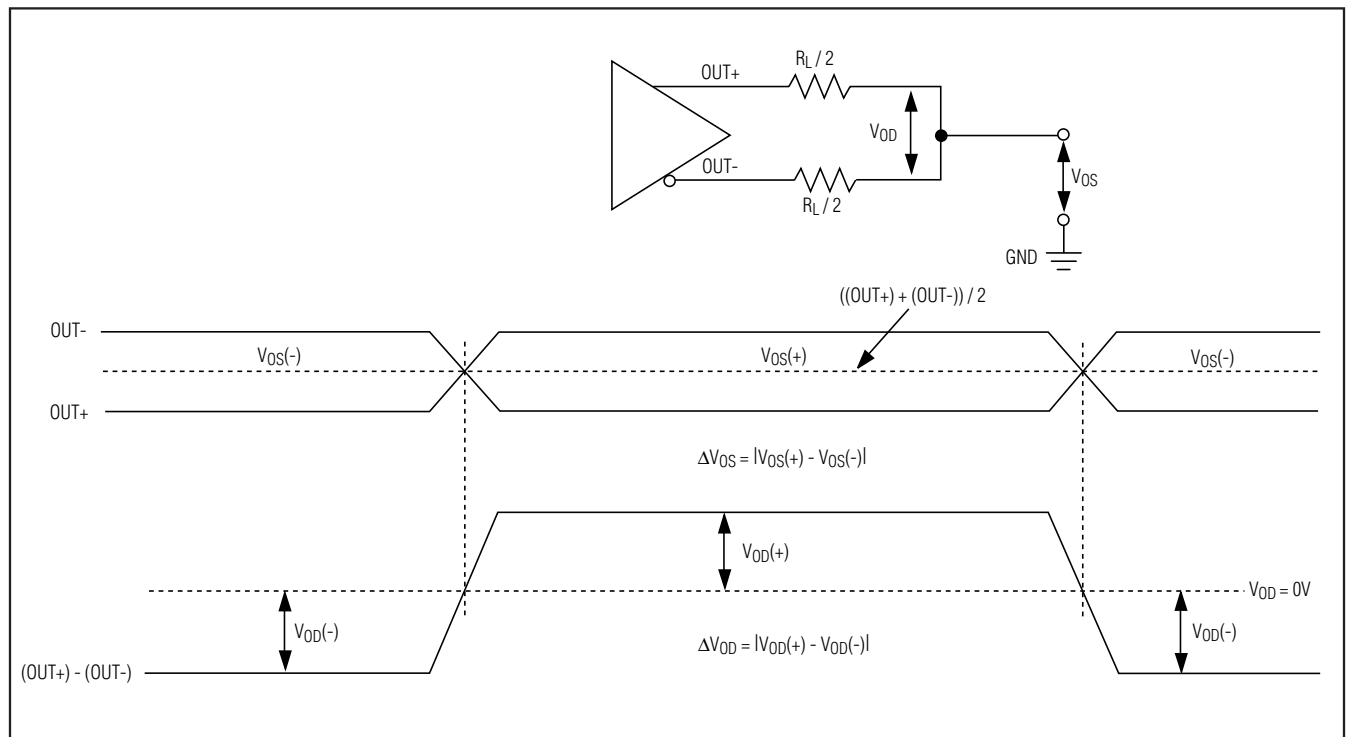 OUT+
RL / 2
VOD
OUT-
RL / 2
VOS
GND
((OUT+) + (OUT-)) / 2
OUT-
VOS(-)
VOS(+)
VOS(-)
OUT+
ΔVOS = |VOS(+) - VOS(-)|
VOD(+)
VOD = 0V
VOD(-)
VOD(-)
ΔVOD = |VOD(+) - VOD(-)|
(OUT+) - (OUT-)